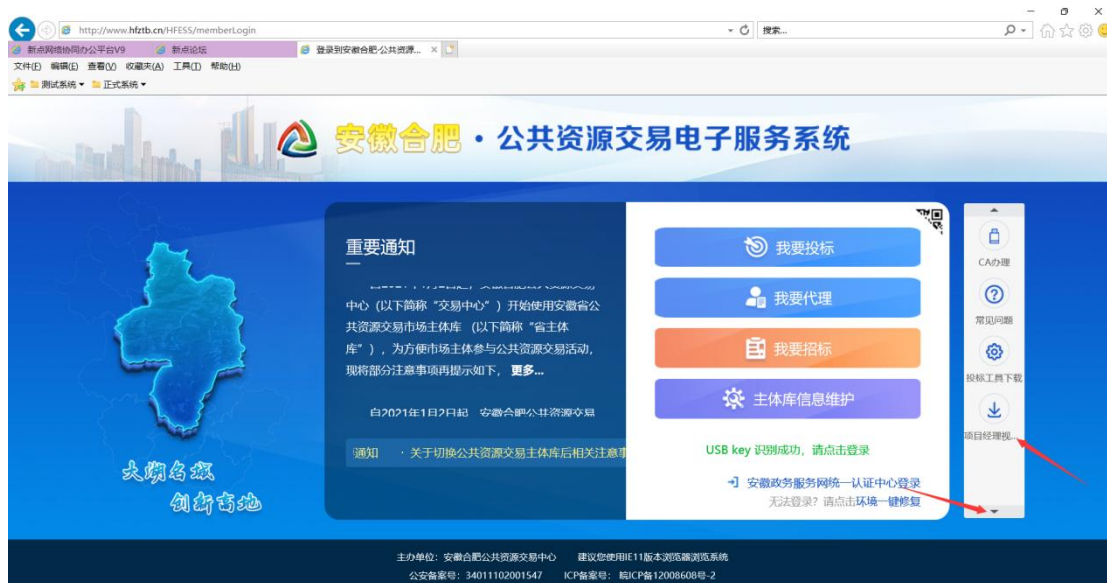 http://www.hfztb.cn/HFESS/memberLogin
搜索...
新点网络协同办公平台V9
新点论坛
登录到安徽合肥·公共资源...
文件(F) 编辑(E) 查看(V) 收藏夹(A) 工具(T) 帮助(H)
测试系统
正式系统
安徽合肥·公共资源交易电子服务系统
重要通知
中心（以下简称“交易中心”）开始使用安徽省公
共资源交易市场主体库 （以下简称“省主体
库”），为方便市场主体参与公共资源交易活动，
现将部分注意事项再提示如下， 更多...
自2021年1月2日起，安徽合肥公共资源交易
通知 · 关于切换公共资源交易主体库后相关注意事
大湖名城
创新高地
我要投标
我要代理
我要招标
主体库信息维护
USB key 识别成功，请点击登录
安徽政务服务网统一认证中心登录
无法登录？请点击环境一键修复
CA办理
常见问题
投标工具下载
项目经理视...
主办单位：安徽合肥公共资源交易中心 建议您使用IE11版本浏览器浏览系统
公安备案号：34011102001547 ICP备案号：皖ICP备12008608号-2